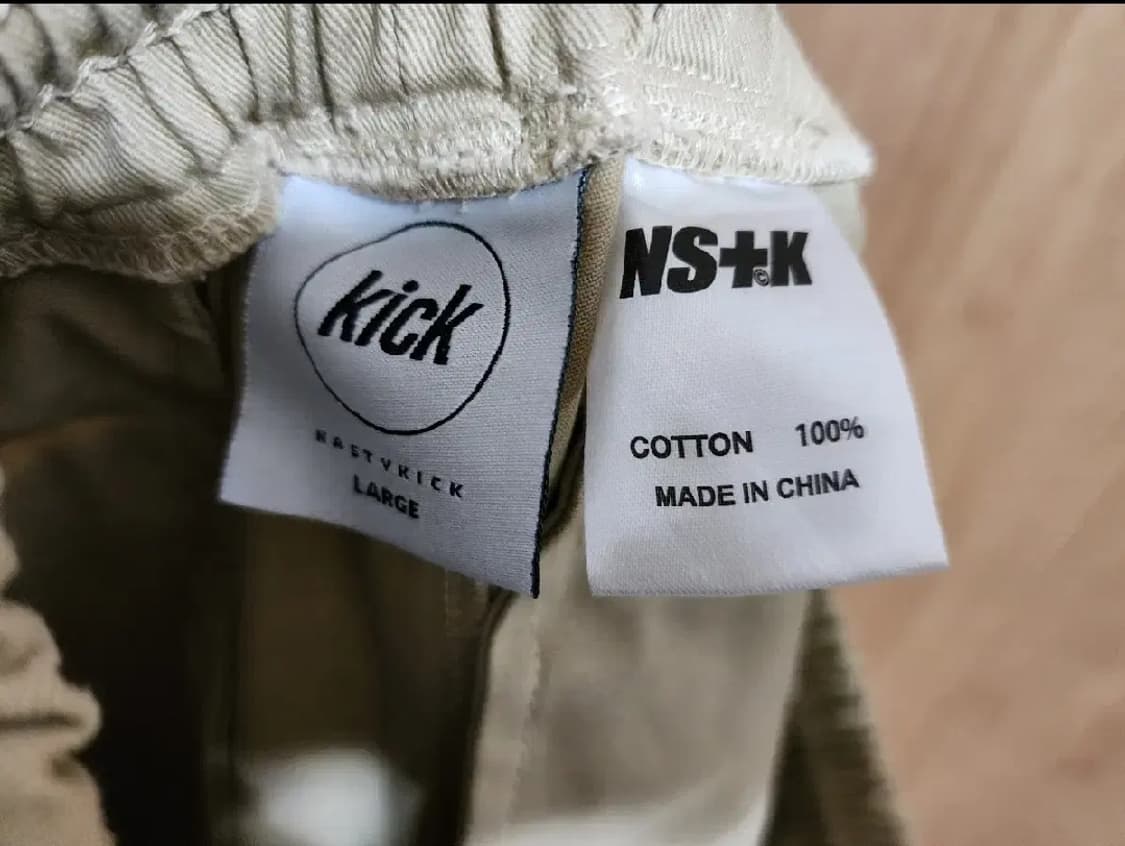 kick
NASTYKICK
LARGE
NS+K
©
COTTON 100%
MADE IN CHINA